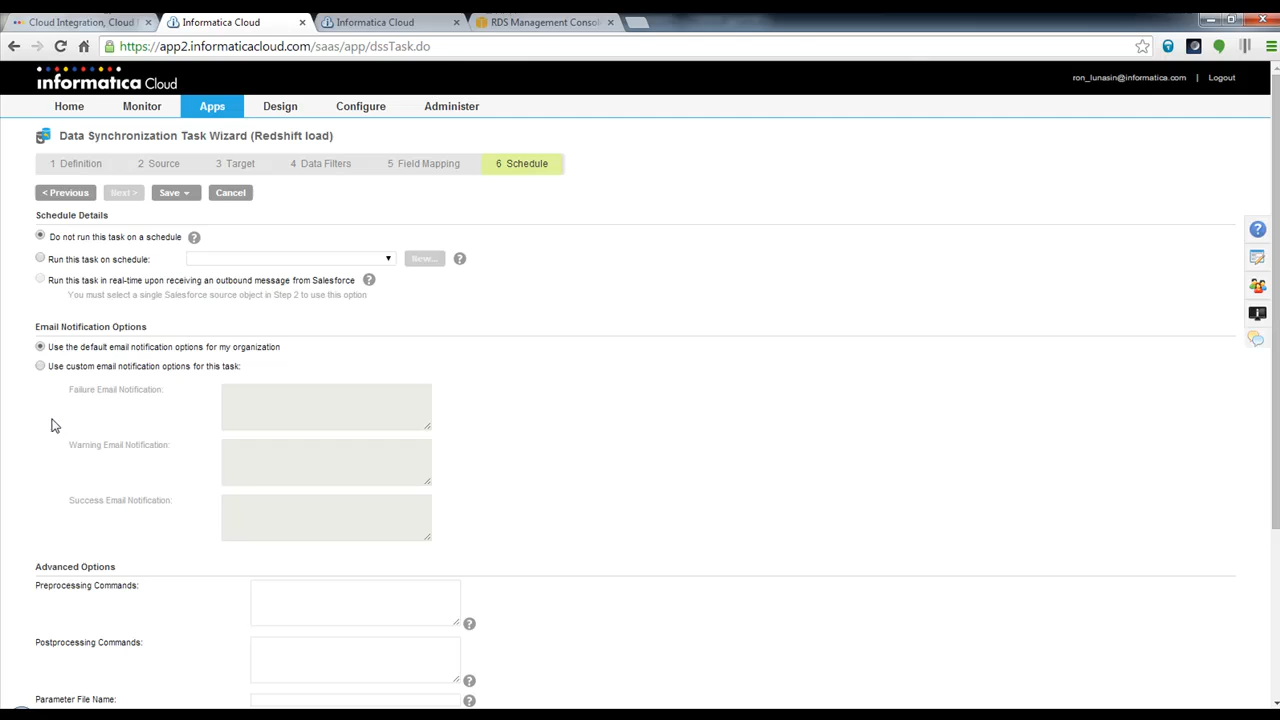 Cloud Integration, Cloud
Informatica Cloud
Informatica Cloud
RDS Management Consol
https://app2.informaticacloud.com/saas/app/dssTask.do
informatica Cloud
ron_lunasin@informatica.com | Logout
Home Monitor Apps Design Configure Administer
Data Synchronization Task Wizard (Redshift load)
1 Definition 2 Source 3 Target 4 Data Filters 5 Field Mapping 6 Schedule
< Previous Next > Save Cancel
Schedule Details
Do not run this task on a schedule ?
Run this task on schedule: New... ?
Run this task in real-time upon receiving an outbound message from Salesforce ?
You must select a single Salesforce source object in Step 2 to use this option
Email Notification Options
Use the default email notification options for my organization
Use custom email notification options for this task:
Failure Email Notification:
Warning Email Notification:
Success Email Notification:
Advanced Options
Preprocessing Commands:
?
Postprocessing Commands:
?
Parameter File Name: ?